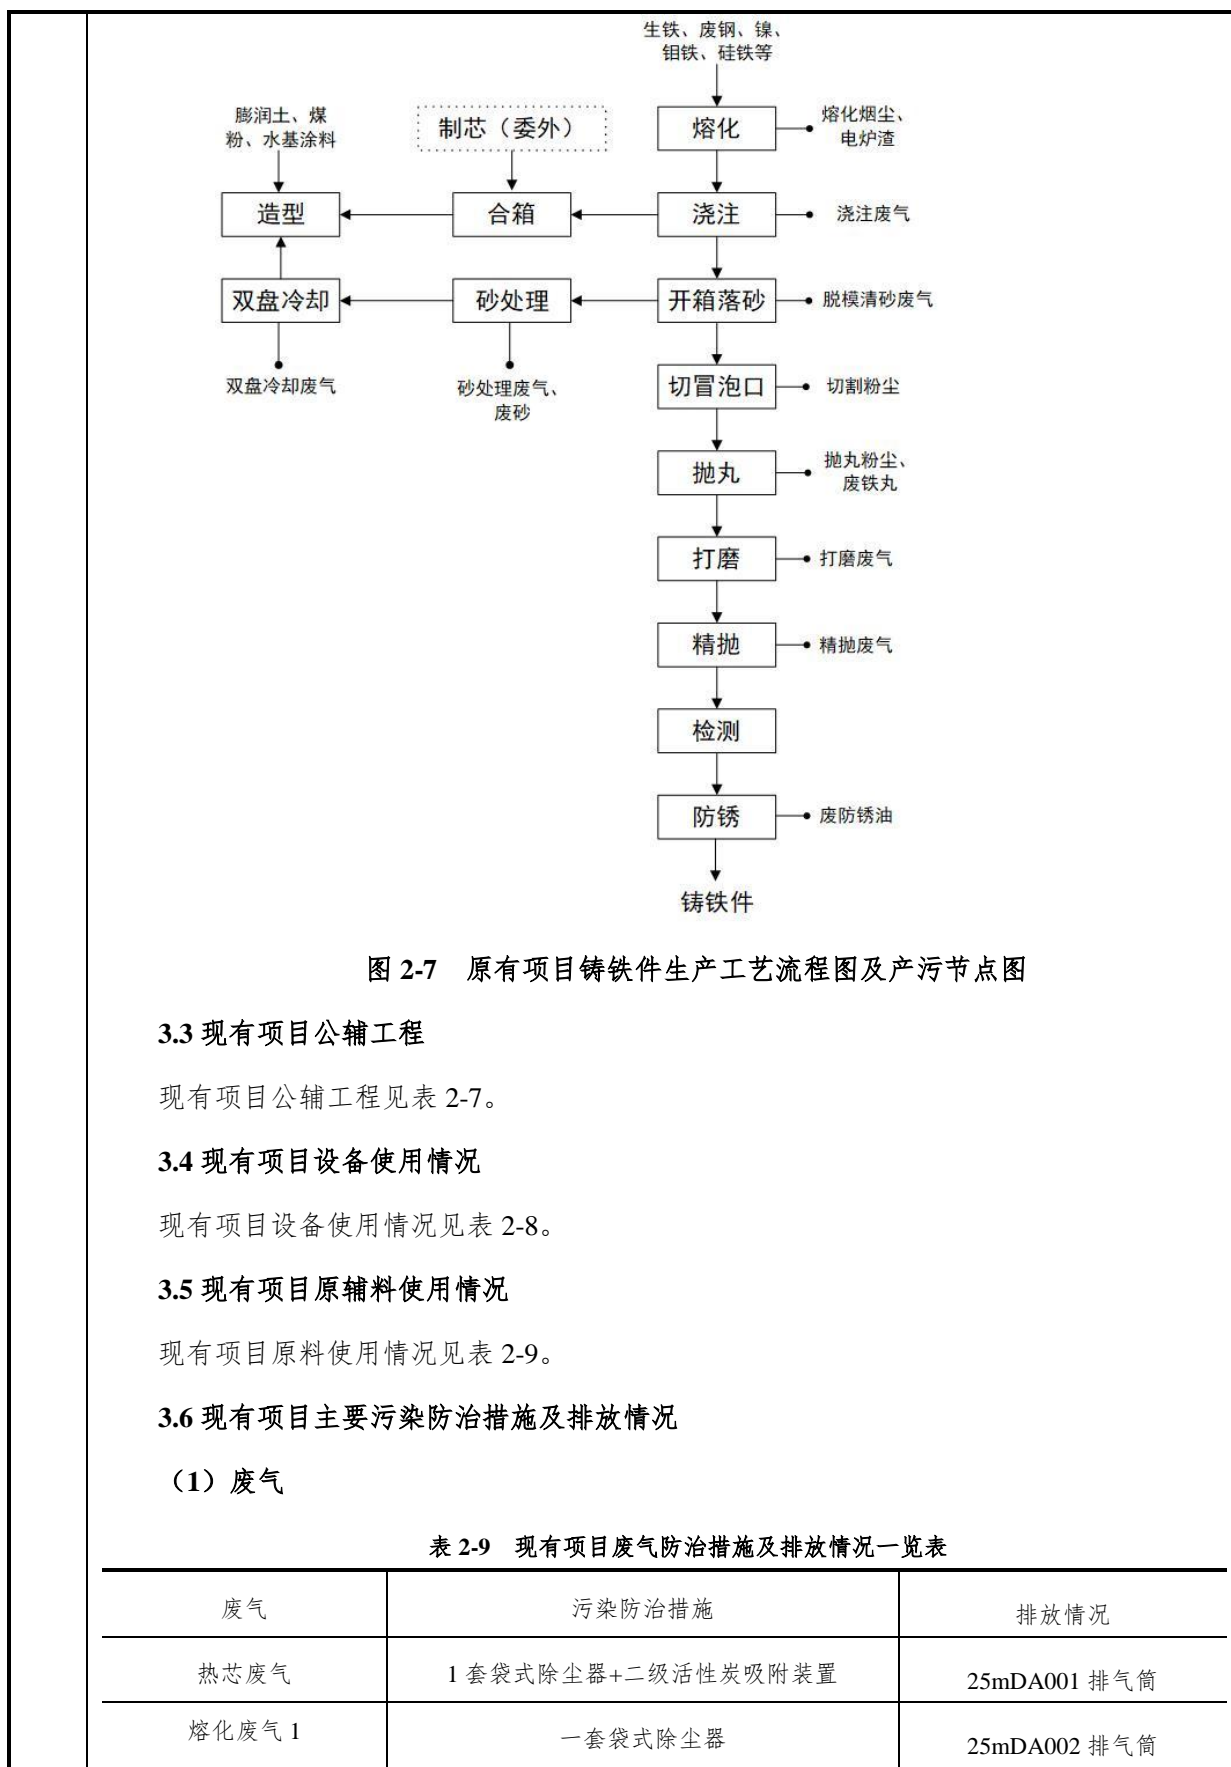 生铁、废钢、镍、
钼铁、硅铁等
膨润土、煤
粉、水基涂料
制芯（委外）
熔化
熔化烟尘、
电炉渣
造型
合箱
浇注
浇注废气
双盘冷却
砂处理
开箱落砂
脱模清砂废气
双盘冷却废气
砂处理废气、
废砂
切冒泡口
切割粉尘
抛丸
抛丸粉尘、
废铁丸
打磨
打磨废气
精抛
精抛废气
检测
防锈
废防锈油
铸铁件
图 2-7 原有项目铸铁件生产工艺流程图及产污节点图
3.3 现有项目公辅工程
现有项目公辅工程见表 2-7。
3.4 现有项目设备使用情况
现有项目设备使用情况见表 2-8。
3.5 现有项目原辅料使用情况
现有项目原料使用情况见表 2-9。
3.6 现有项目主要污染防治措施及排放情况
（1）废气
表 2-9 现有项目废气防治措施及排放情况一览表
废气 污染防治措施 排放情况
热芯废气 1 套袋式除尘器+二级活性炭吸附装置 25mDA001 排气筒
熔化废气 1 一套袋式除尘器 25mDA002 排气筒